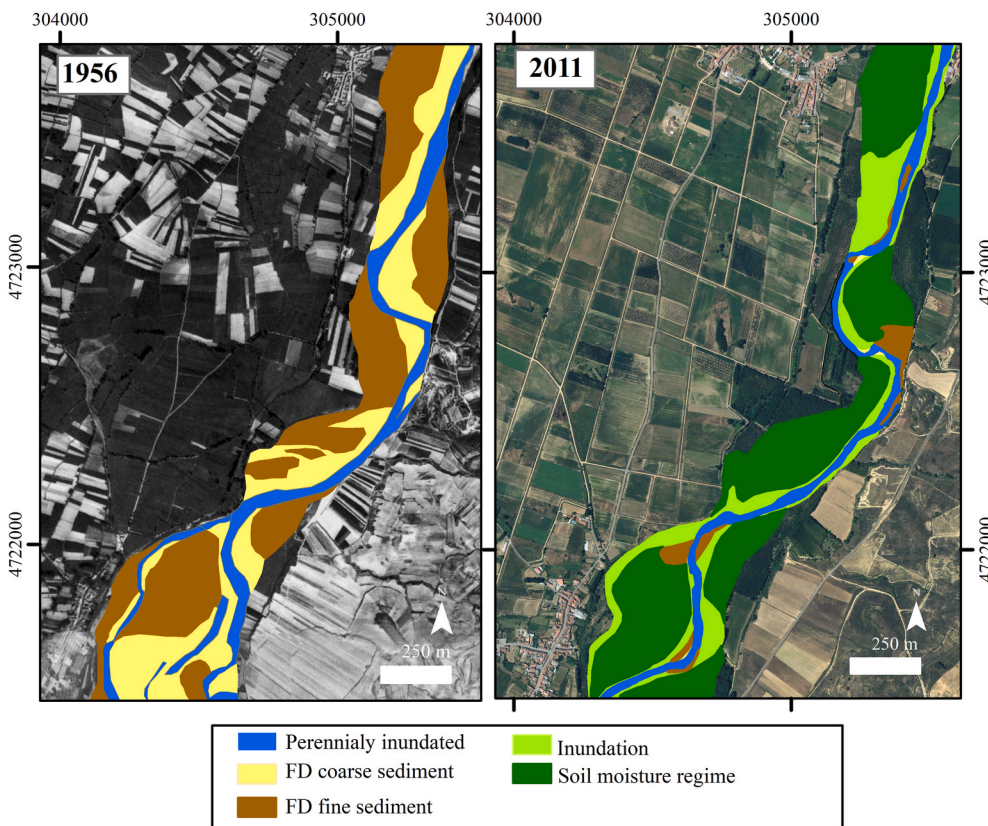 304000
305000
304000
305000
1956
2011
4723000
4722000
4723000
4722000
N
250 m
N
250 m
Perennialy inundated
FD coarse sediment
FD fine sediment
Inundation
Soil moisture regime